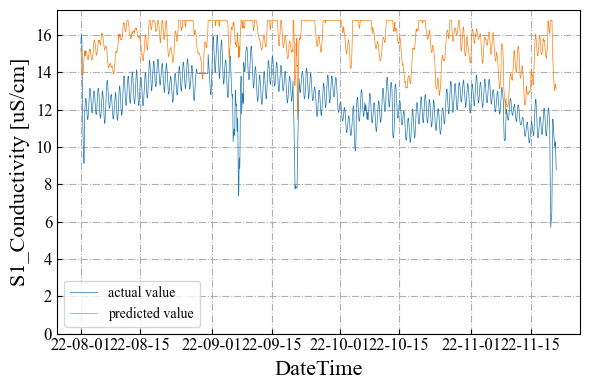 S1_Conductivity [uS/cm]
16
14
12
10
8
6
4
2
0
actual value
predicted value
22-08-01 22-08-15 22-09-01 22-09-15 22-10-01 22-10-15 22-11-01 22-11-15
DateTime